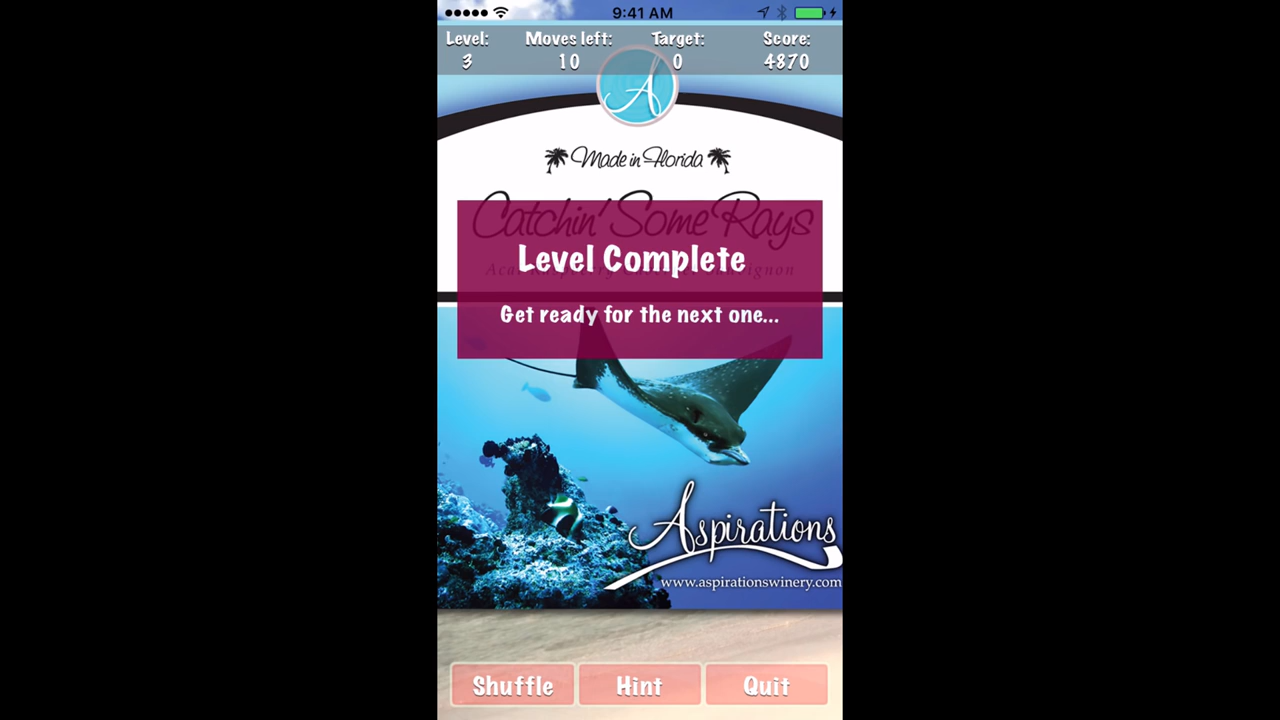 9:41 AM
Level: Moves left: Target: Score:
3 10 0 4870
A
Made in Florida
Catchin' Some Rays
Level Complete
Get ready for the next one...
Aspirations
www.aspirationswinery.com
Shuffle Hint Quit